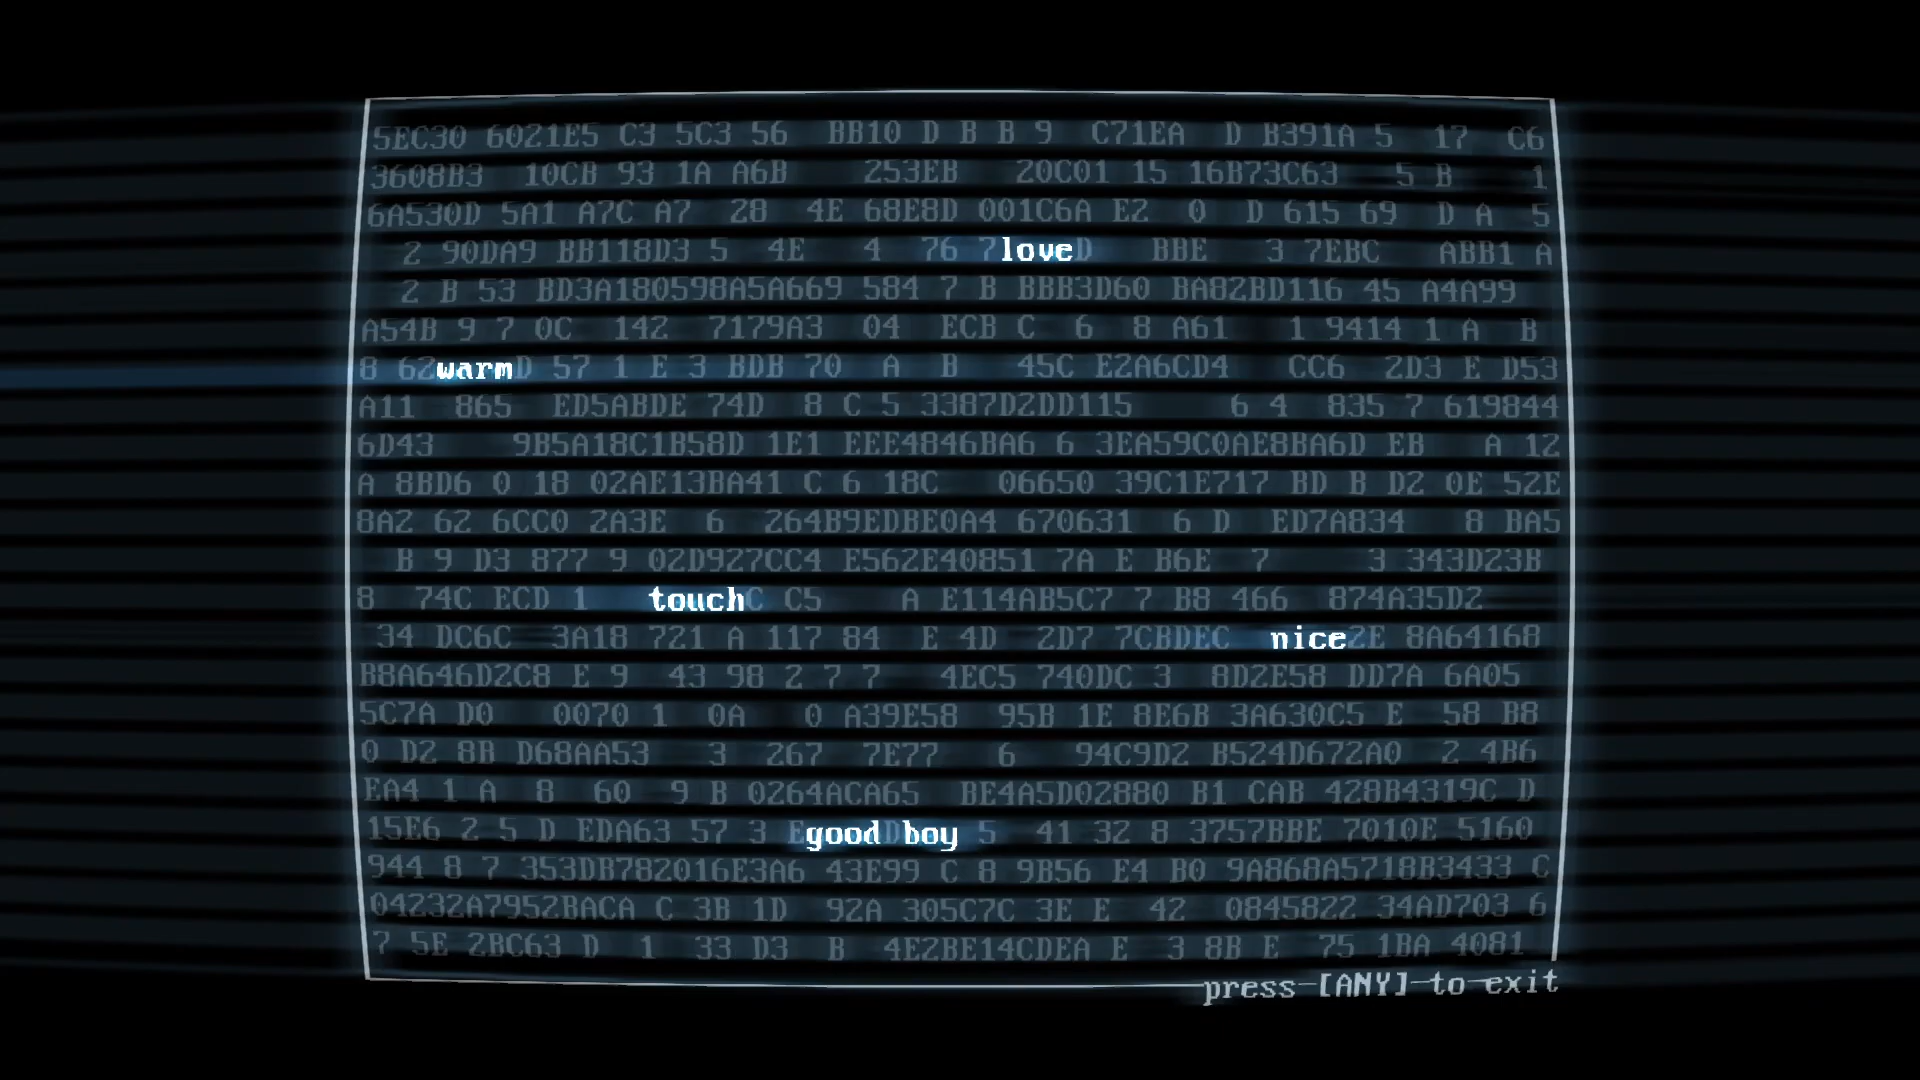 5EC30 6021E5 C3 5C3 56 BB10 D B B 9 C71EA D B391A 5 17 C6
3608B3 10CB 93 1A A6B 253EB 20C01 15 16B73C63 5 B 1
6A530D 5A1 A7C A7 28 4E 68E8D 001C6A E2 0 D 615 69 D A 5
2 90DA9 BB118D3 5 4E 4 76 7loveD BBE 3 7EBC ABB1 A
2 B 53 BD3A180598A5A669 584 7 B BBB3D60 BA82BD116 45 A4A99
A54B 9 7 0C 142 7179A3 04 ECB C 6 8 A61 1 9414 1 A B
8 62warmD 57 1 E 3 BDB 70 A B 45C E2A6CD4 CC6 2D3 E D53
A11 865 ED5ABDE 74D 8 C 5 3387D2DD115 6 4 835 7 619844
6D43 9B5A18C1B58D 1E1 EEE4846BA6 6 3EA59C0AE8BA6D EB A 12
A 8BD6 0 18 02AE13BA41 C 6 18C 06650 39C1E717 BD B D2 0E 52E
8A2 62 6CC0 2A3E 6 264B9EDBE0A4 670631 6 D ED7A834 8 BA5
B 9 D3 877 9 02D927CC4 E562E40851 7A E B6E 7 3 343D23B
8 74C ECD 1 touchC C5 A E114AB5C7 7 B8 466 874A35D2
34 DC6C 3A18 721 A 117 84 E 4D 2D7 7CBDEC nice2E 8A64168
B8A646D2C8 E 9 43 98 2 7 7 4EC5 740DC 3 8D2E58 DD7A 6A05
5C7A D0 0070 1 0A 0 A39E58 95B 1E 8E6B 3A630C5 E 58 B8
0 D2 8B D68AA53 3 267 7E77 6 94C9D2 B524D672A0 2 4B6
EA4 1 A 8 60 9 B 0264ACA65 BE4A5D02880 B1 CAB 428B4319C D
15E6 2 5 D EDA63 57 3 good boy 5 41 32 8 3757BBE 7010E 5160
944 8 7 353DB782016E3A6 43E99 C 8 9B56 E4 B0 9A868A5718B3433 C
04232A7952BACA C 3B 1D 92A 305C7C 3E E 42 0845822 34AD703 6
7 5E 2BC63 D 1 33 D3 B 4E2BE14CDEA E 3 8B E 75 1BA 4081
press [ANY] to exit